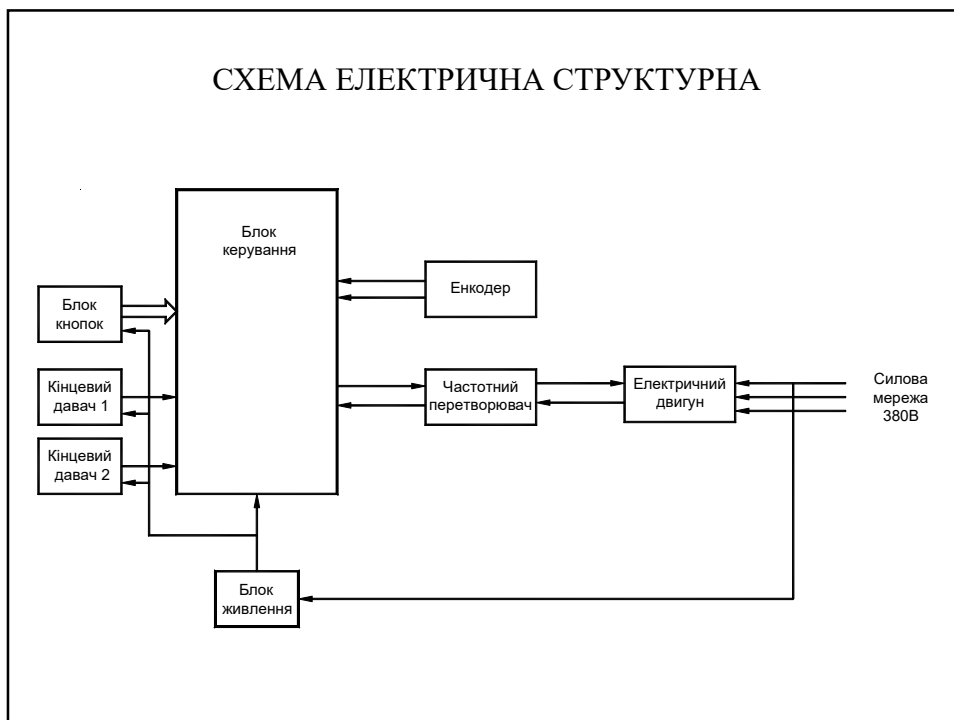 СХЕМА ЕЛЕКТРИЧНА СТРУКТУРНА
Блок
керування
Блок
кнопок
Енкодер
Кінцевий
давач 1
Частотний
перетворювач
Електричний
двигун
Силова
мережа
380В
Кінцевий
давач 2
Блок
живлення